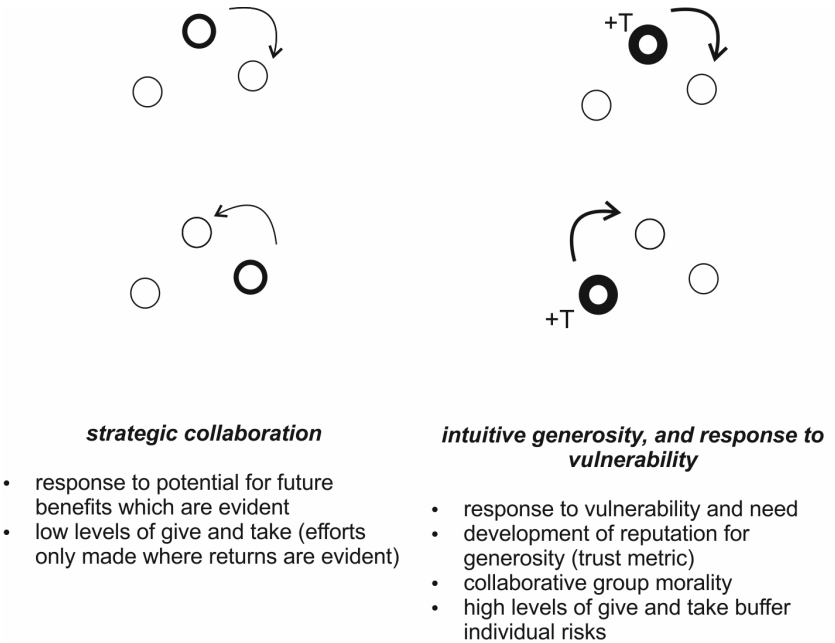 +T
+T
strategic collaboration
• response to potential for future
benefits which are evident
• low levels of give and take (efforts
only made where returns are evident)
intuitive generosity, and response to
vulnerability
• response to vulnerability and need
• development of reputation for
generosity (trust metric)
• collaborative group morality
• high levels of give and take buffer
individual risks